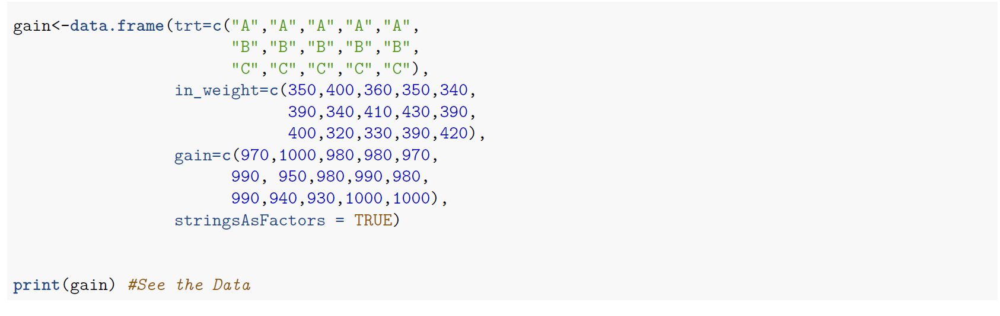 gain<-data.frame(trt=c("A","A","A","A","A",
"B","B","B","B","B",
"C","C","C","C","C"),
in_weight=c(350,400,360,350,340,
390,340,410,430,390,
400,320,330,390,420),
gain=c(970,1000,980,980,970,
990, 950,980,990,980,
990,940,930,1000,1000),
stringsAsFactors = TRUE)
print(gain) #See the Data